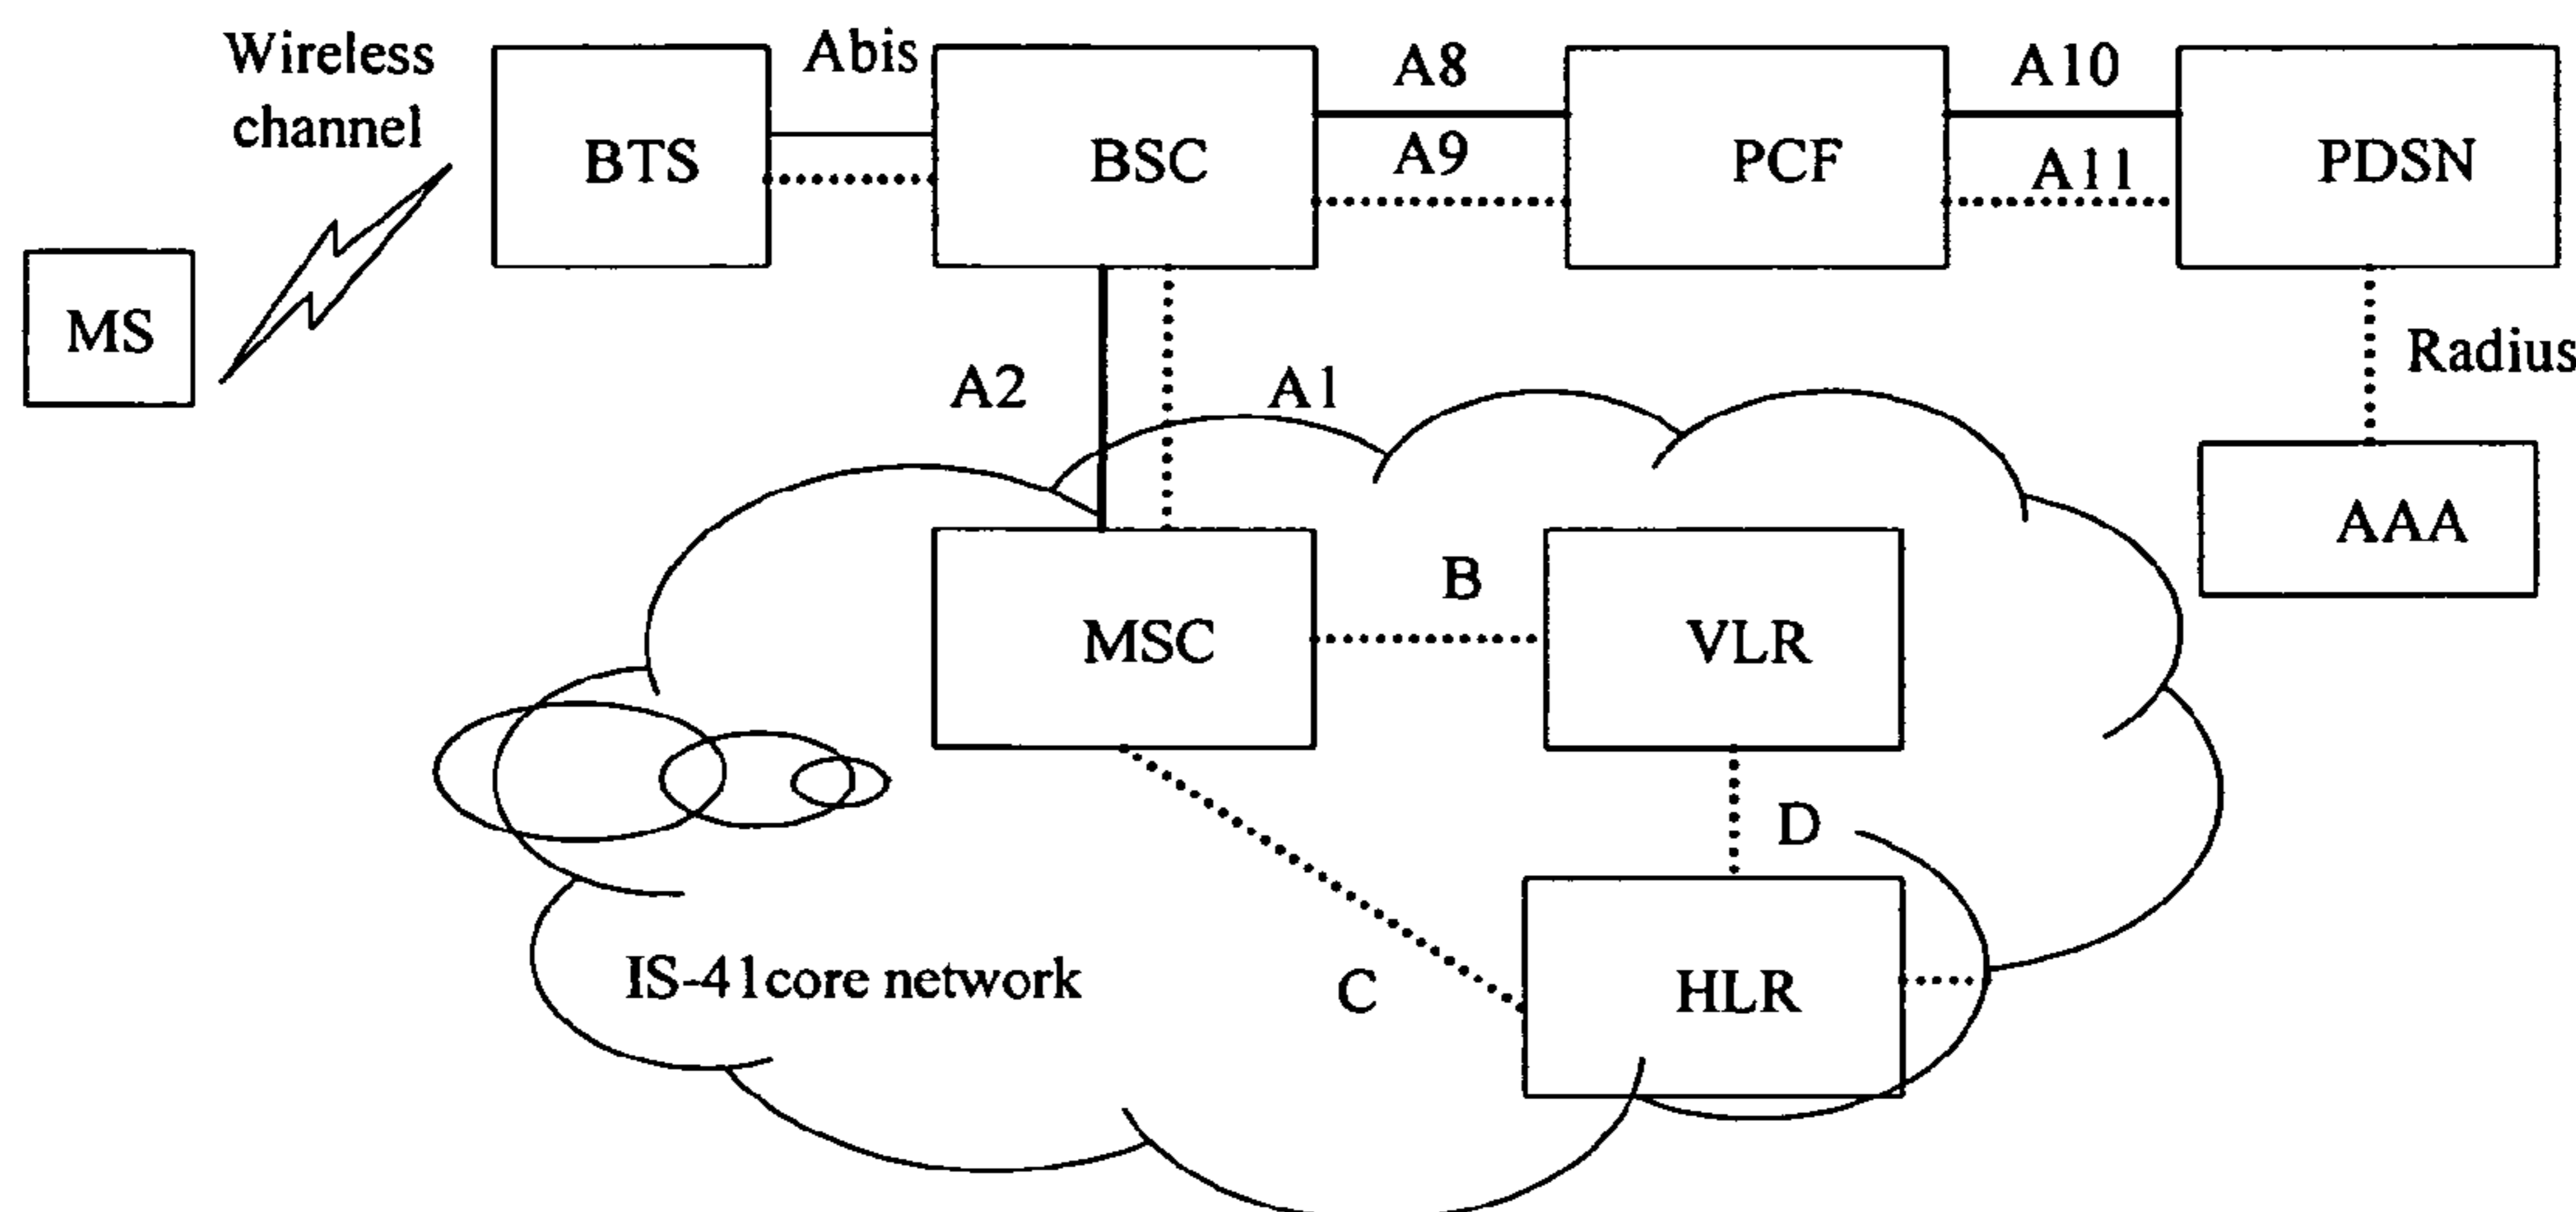 Wireless
channel
Abis
A8
A10
BTS
BSC
A9
PCF
A11
PDSN
MS
A2
A1
Radius
AAA
B
MSC
VLR
D
IS-41core network
C
HLR